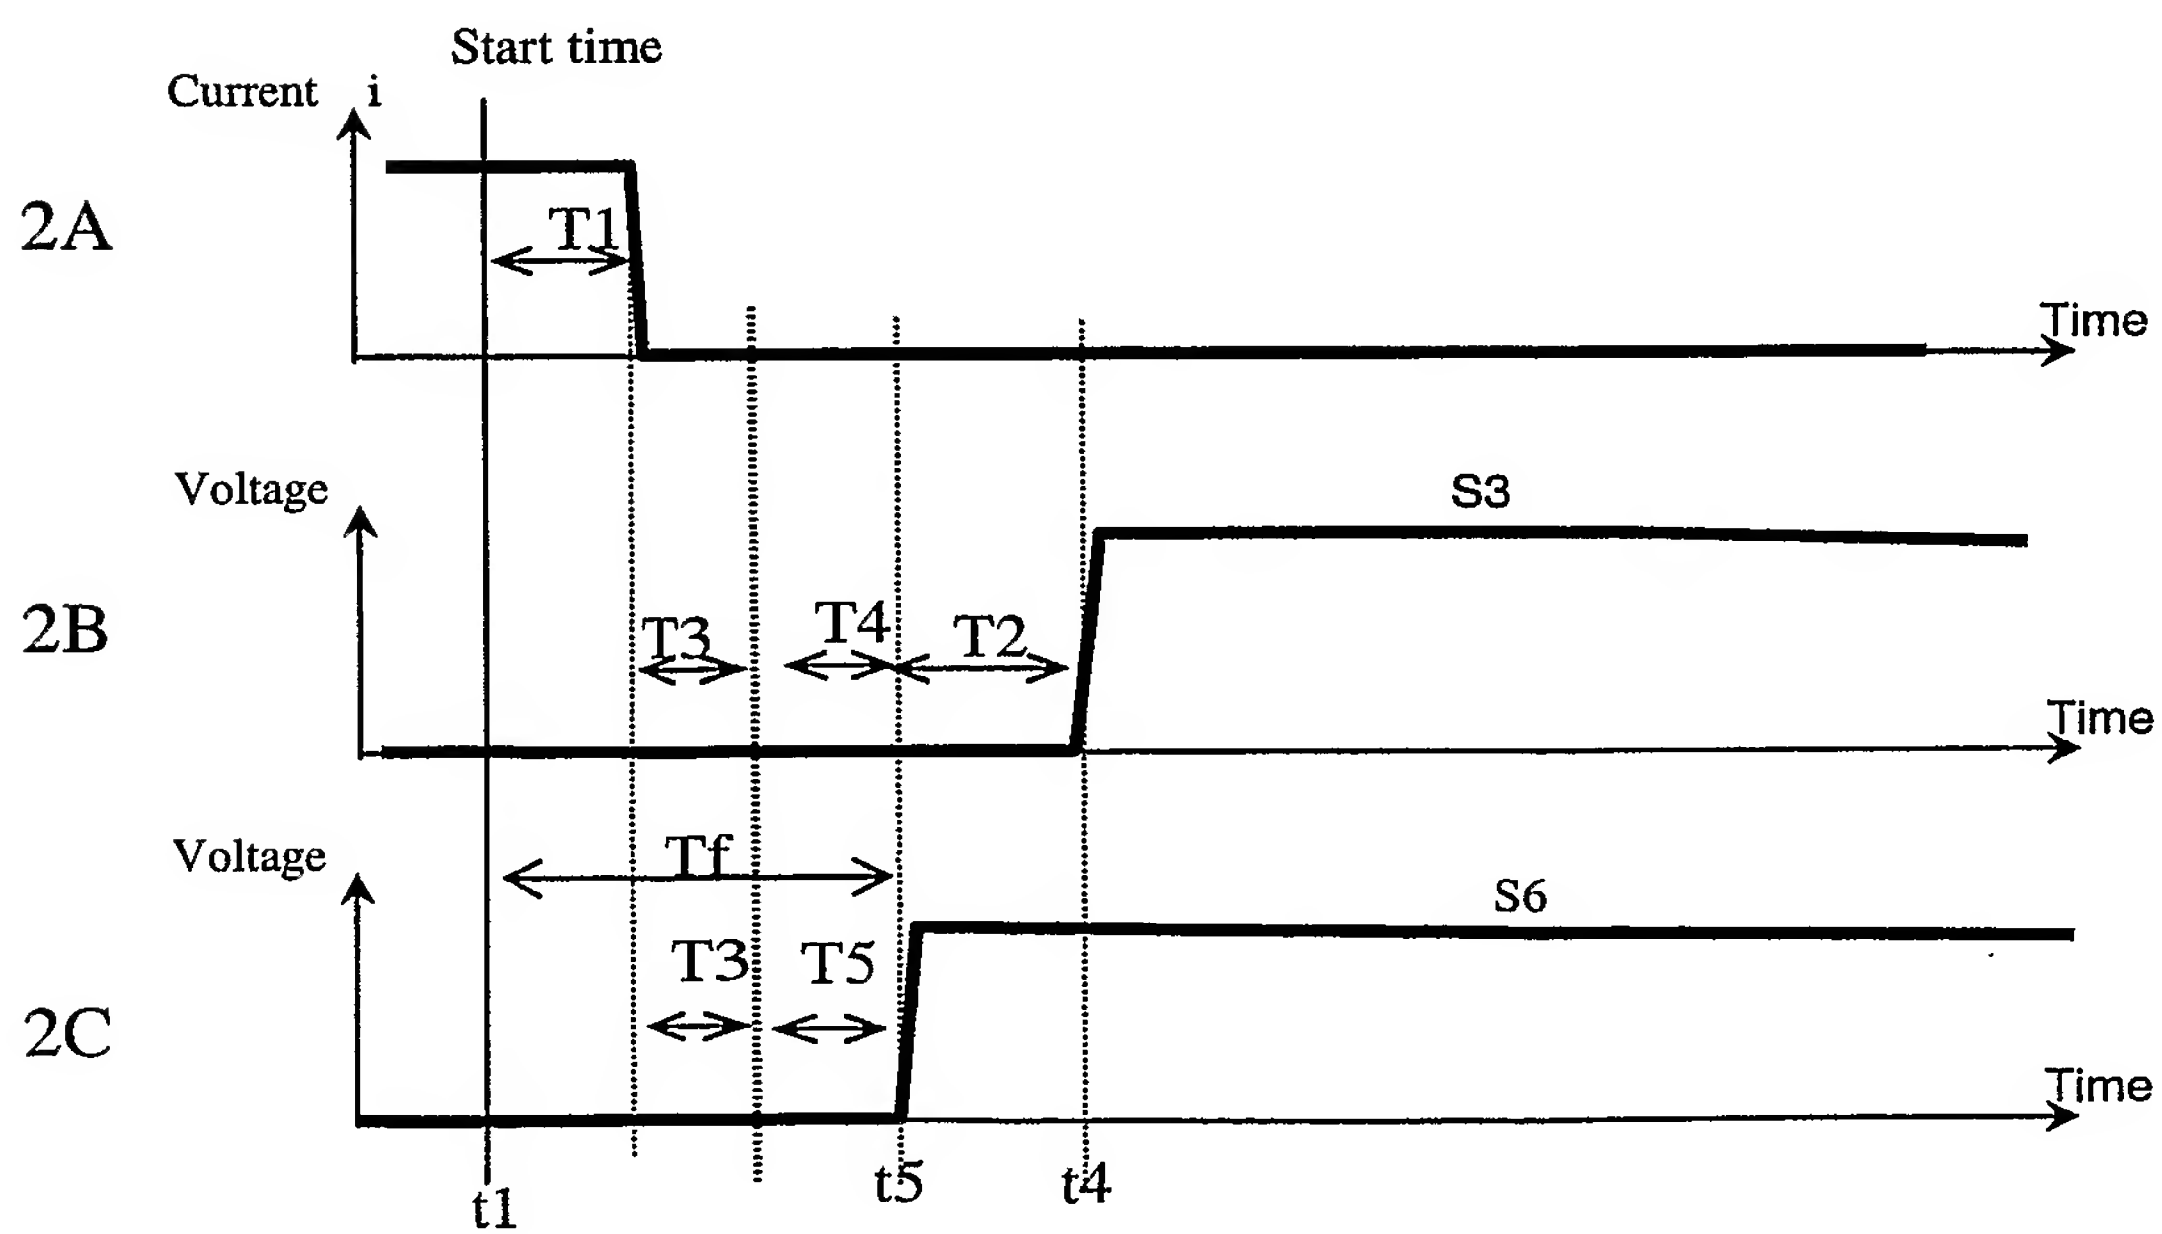 Start time
Current i
2A
T1
Time
Voltage
S3
2B
T3
T4
T2
Time
Voltage
Tf
S6
T3
T5
2C
Time
t1
t5
t4